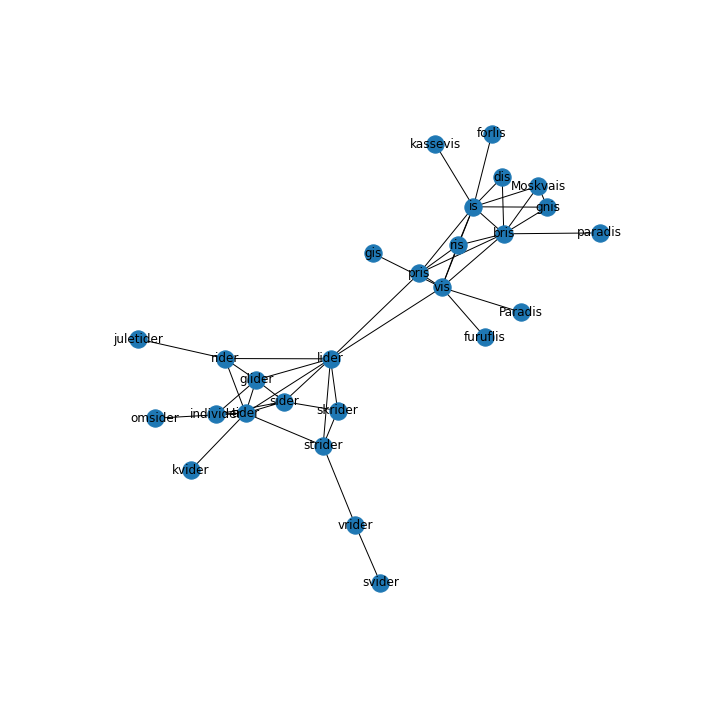 forlis
kassevis
dis
Moskvais
is
gnis
bris
paradis
ris
gis
pris
vis
Paradis
furuflis
juletider
rider
lider
glider
sider
skrider
individer
tider
omsider
strider
kvider
vrider
svider